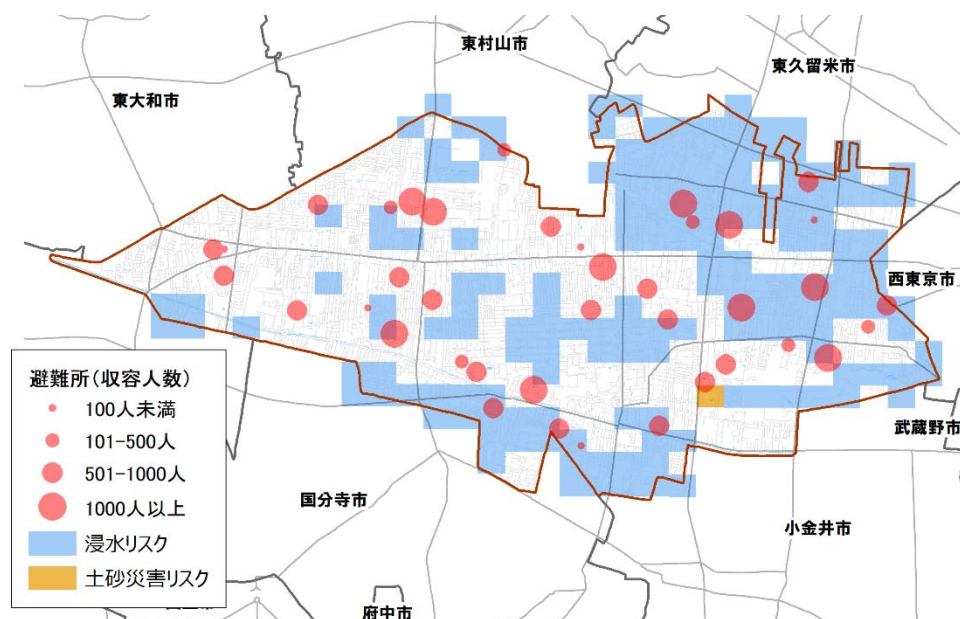 東村山市
東久留米市
東大和市
西東京市
避難所(収容人数)
100人未満
101-500人
501-1000人
1000人以上
浸水リスク
土砂災害リスク
武蔵野市
国分寺市
小金井市
府中市